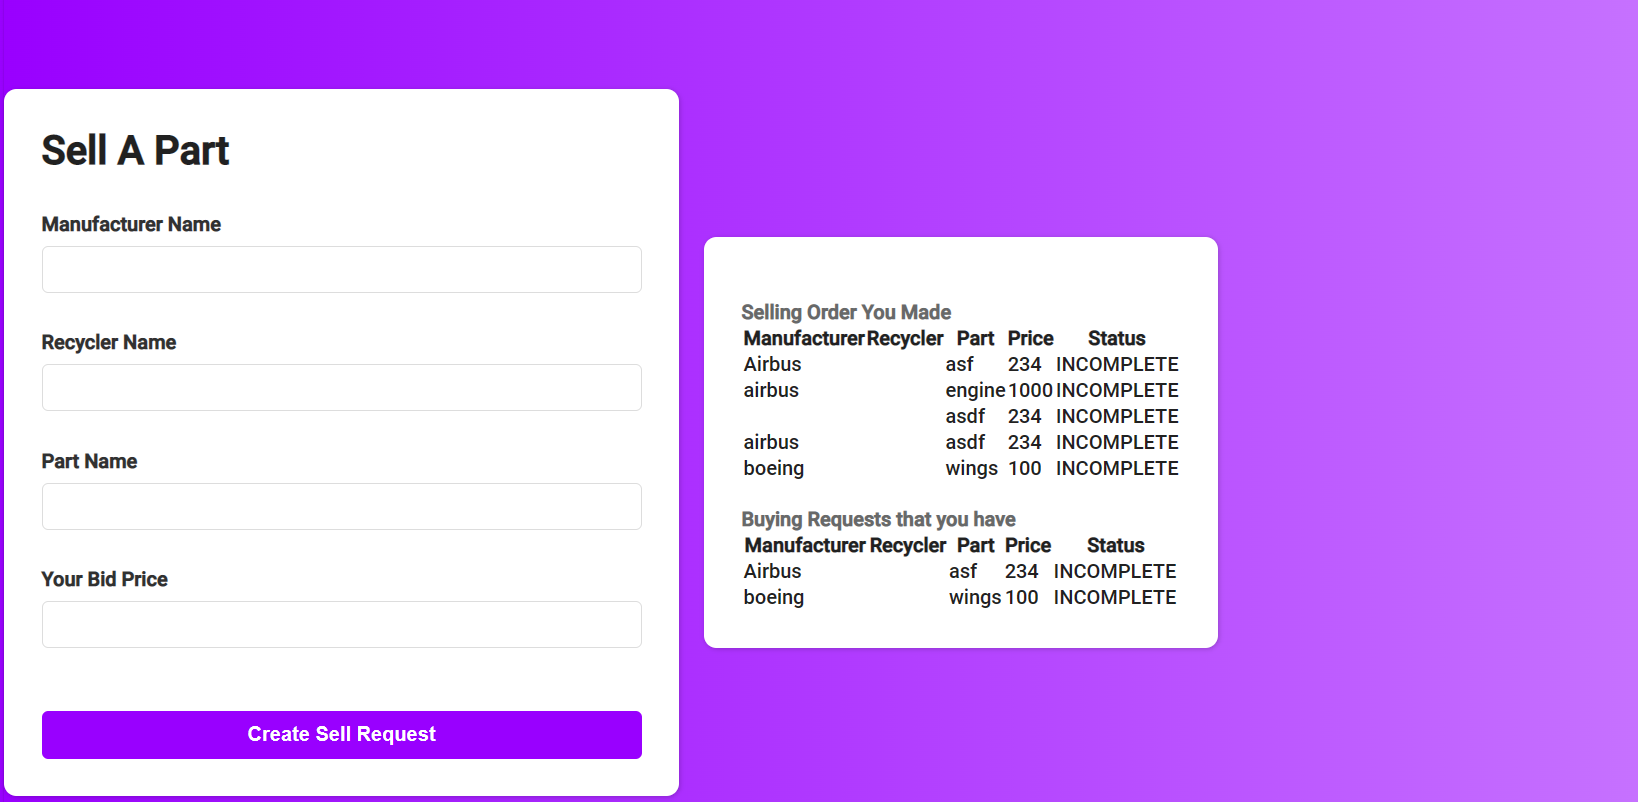 Sell A Part
Manufacturer Name
Recycler Name
Part Name
Your Bid Price
Create Sell Request
Selling Order You Made
Manufacturer Recycler Part Price Status
Airbus asf 234 INCOMPLETE
airbus engine 1000 INCOMPLETE
asdf 234 INCOMPLETE
airbus asdf 234 INCOMPLETE
boeing wings 100 INCOMPLETE
Buying Requests that you have
Manufacturer Recycler Part Price Status
Airbus asf 234 INCOMPLETE
boeing wings 100 INCOMPLETE